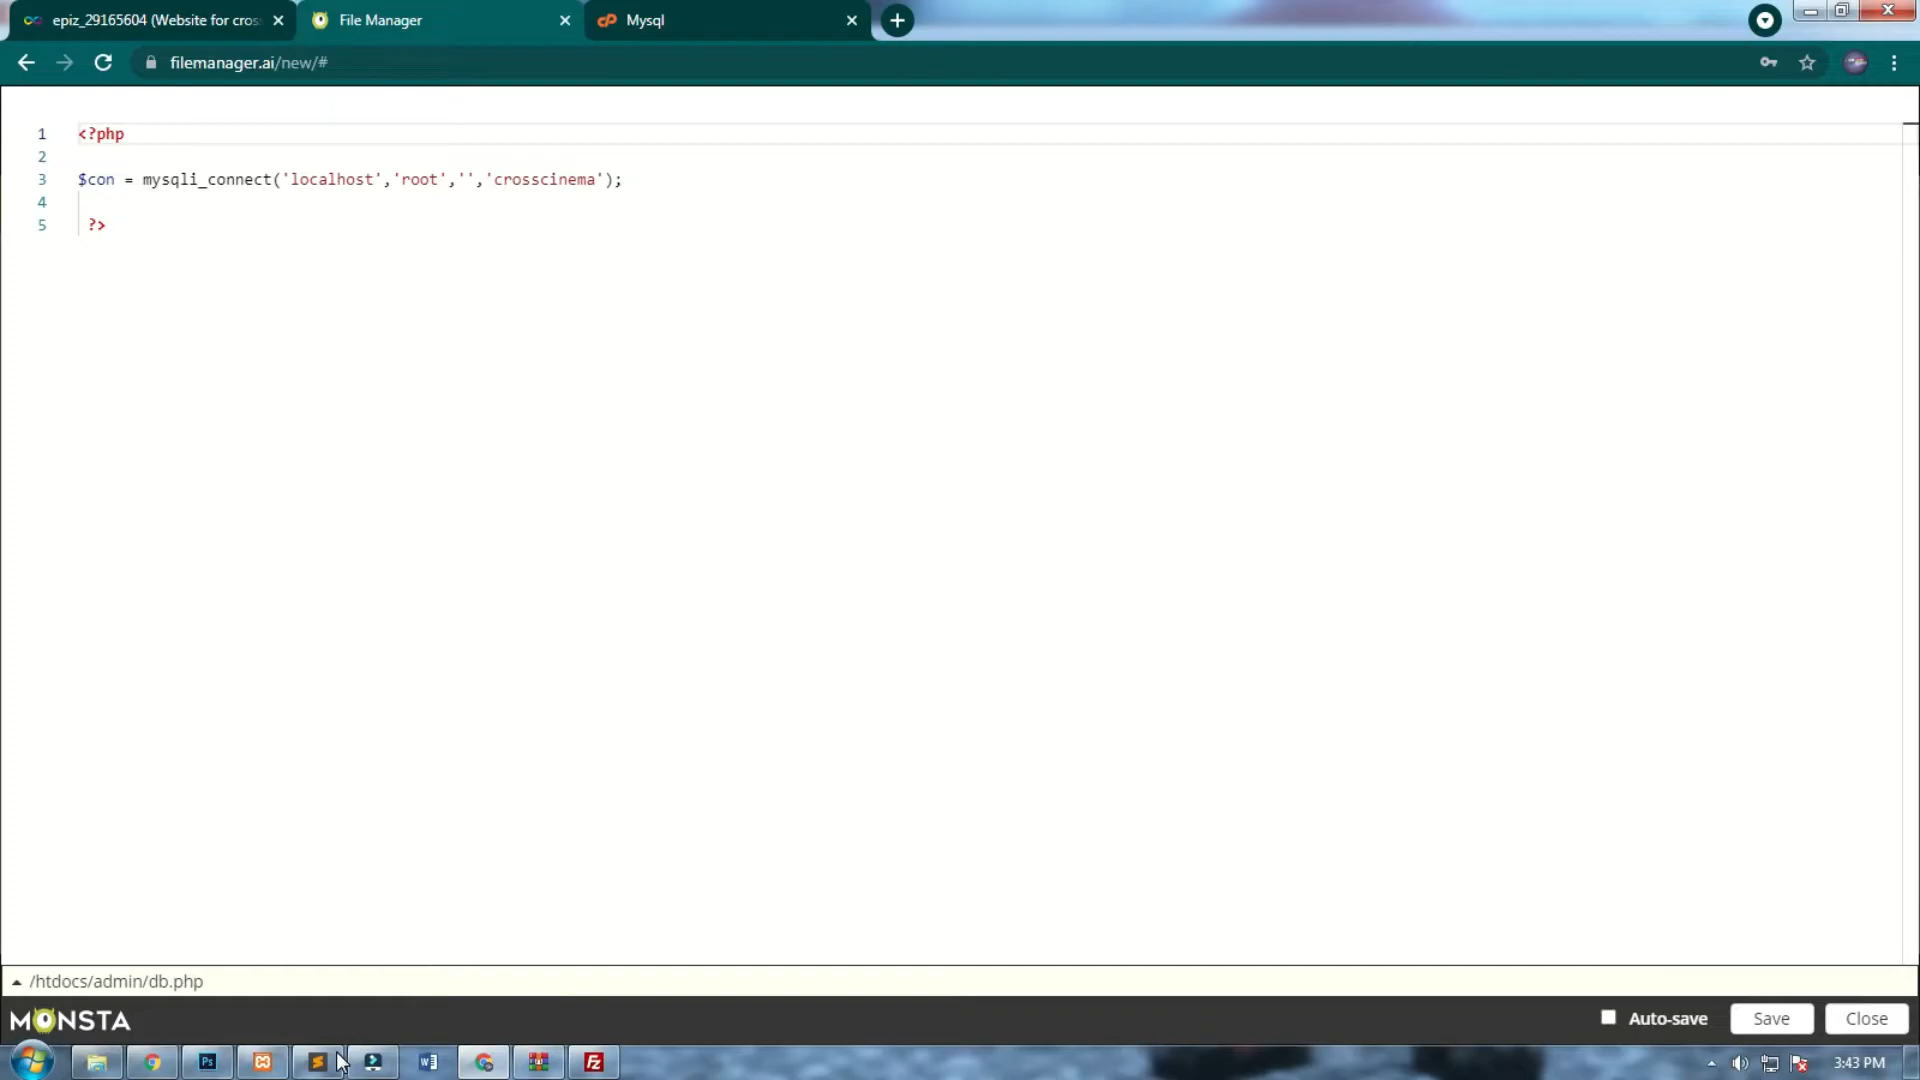 epiz_29165604 (Website for cros
File Manager
Mysql
filemanager.ai/new/#
1 <?php
2
3 $con = mysqli_connect('localhost','root','','crosscinema');
4
5 ?>
/htdocs/admin/db.php
MONSTA
Auto-save
Save
Close
3:43 PM